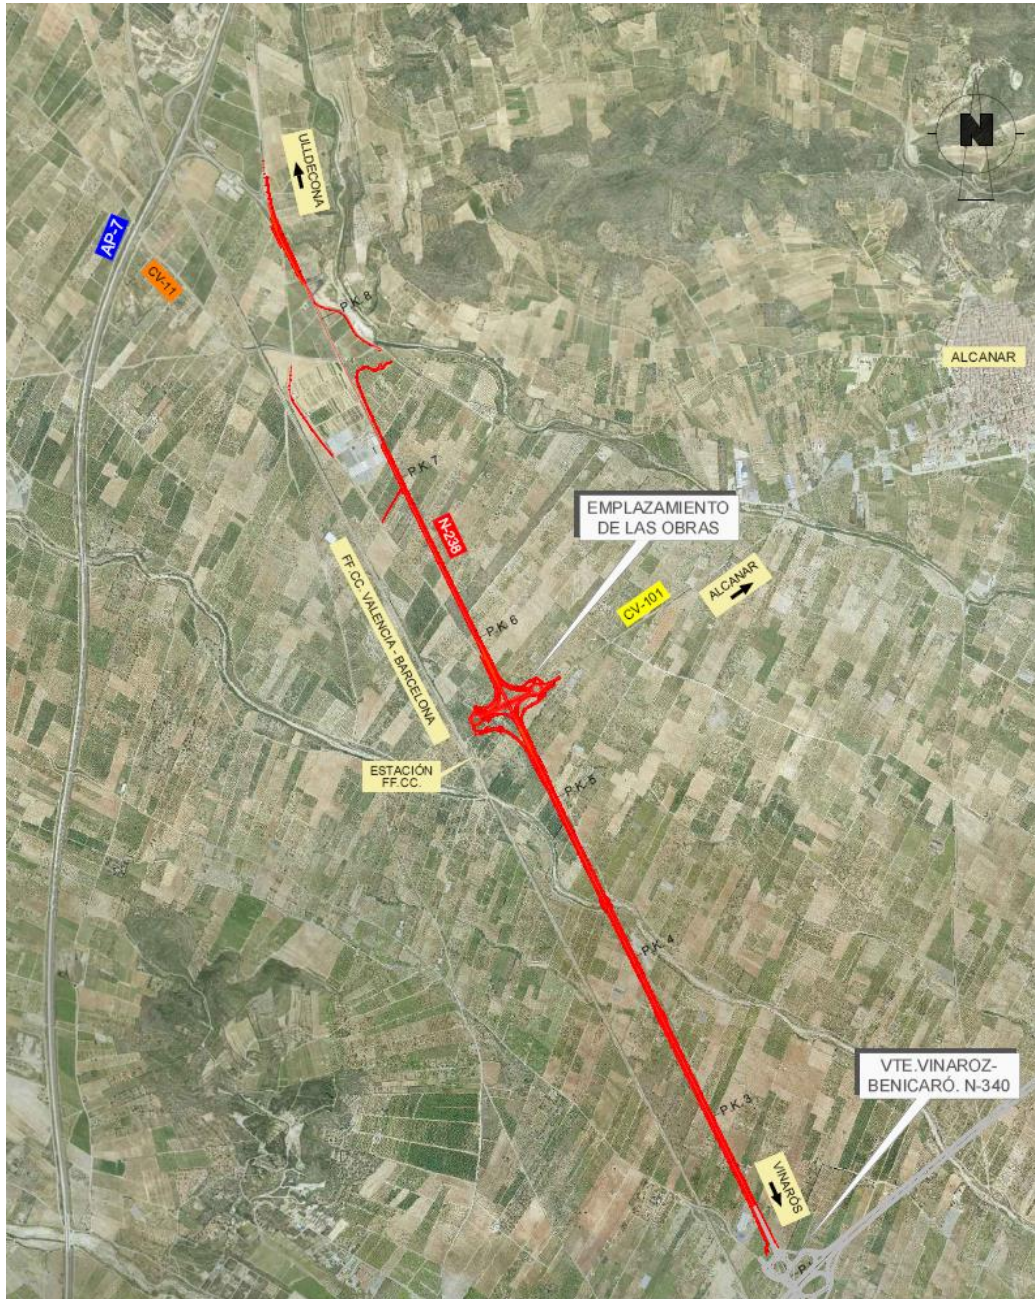 N
ULLDECONA
AP-7
CV-11
P.K. 8
ALCANAR
P.K. 7
EMPLAZAMIENTO
DE LAS OBRAS
N-238
FF.CC. VALENCIA - BARCELONA
ALCANAR
CV-101
P.K. 6
ESTACIÓN
FF.CC.
P.K. 5
P.K. 4
VTE.VINAROZ-
BENICARÓ. N-340
P.K. 3
VINARÓS